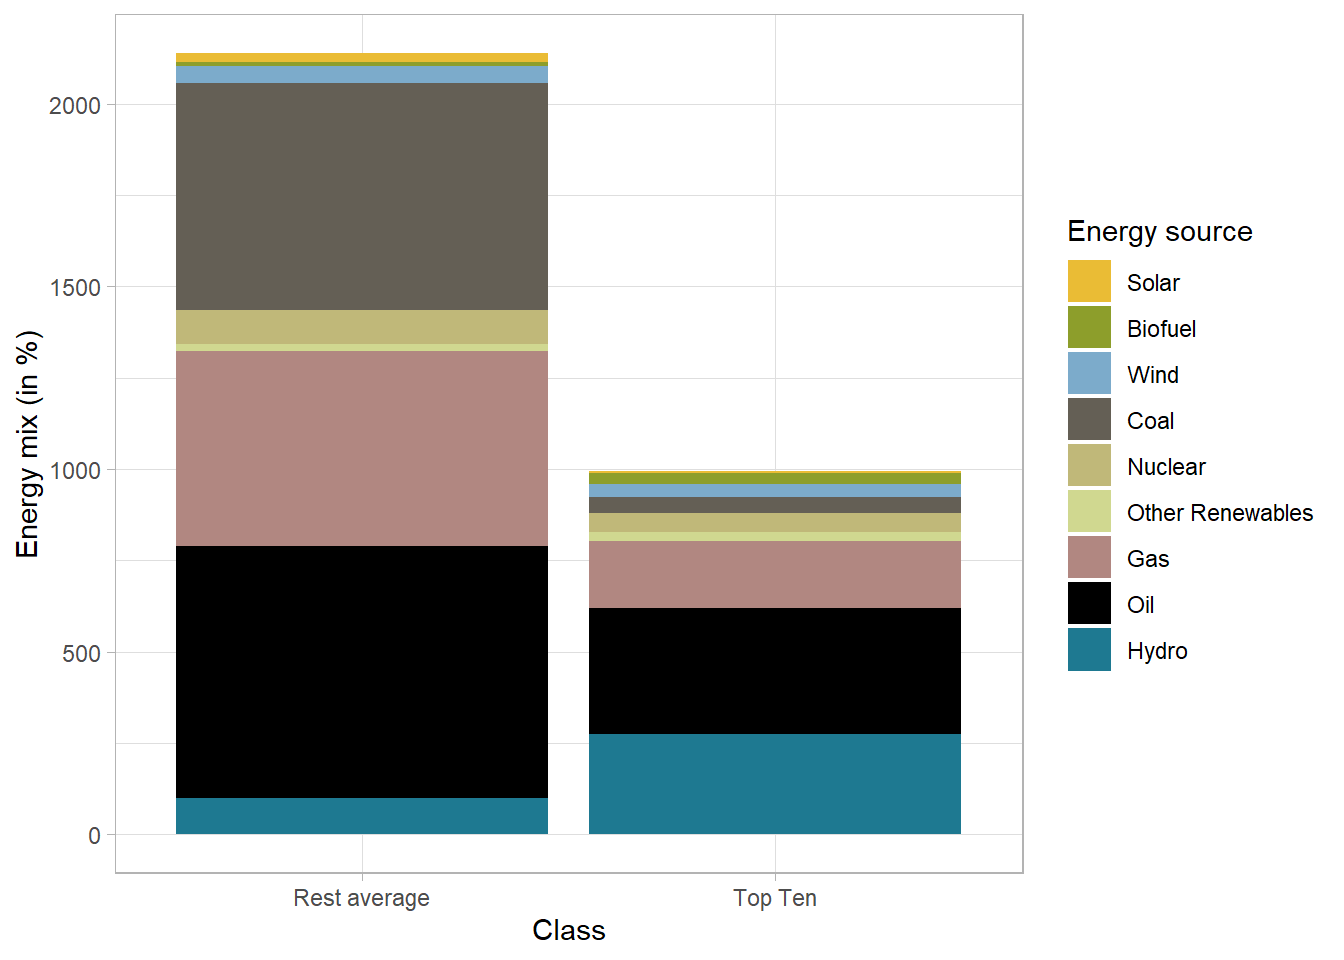 Energy mix (in %)
2000
1500
1000
500
0
Rest average
Top Ten
Class
Energy source
Solar
Biofuel
Wind
Coal
Nuclear
Other Renewables
Gas
Oil
Hydro